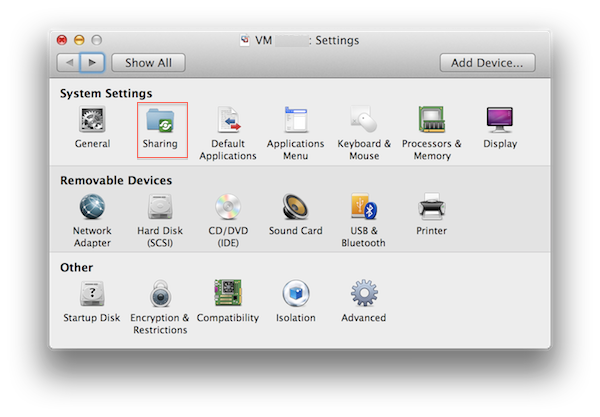 VM : Settings
Show All
Add Device...
System Settings
General Sharing Default Applications Keyboard & Processors & Display
Applications Menu Mouse Memory
Removable Devices
Network Hard Disk CD/DVD Sound Card USB & Printer
Adapter (SCSI) (IDE) Bluetooth
Other
Startup Disk Encryption & Compatibility Isolation Advanced
Restrictions